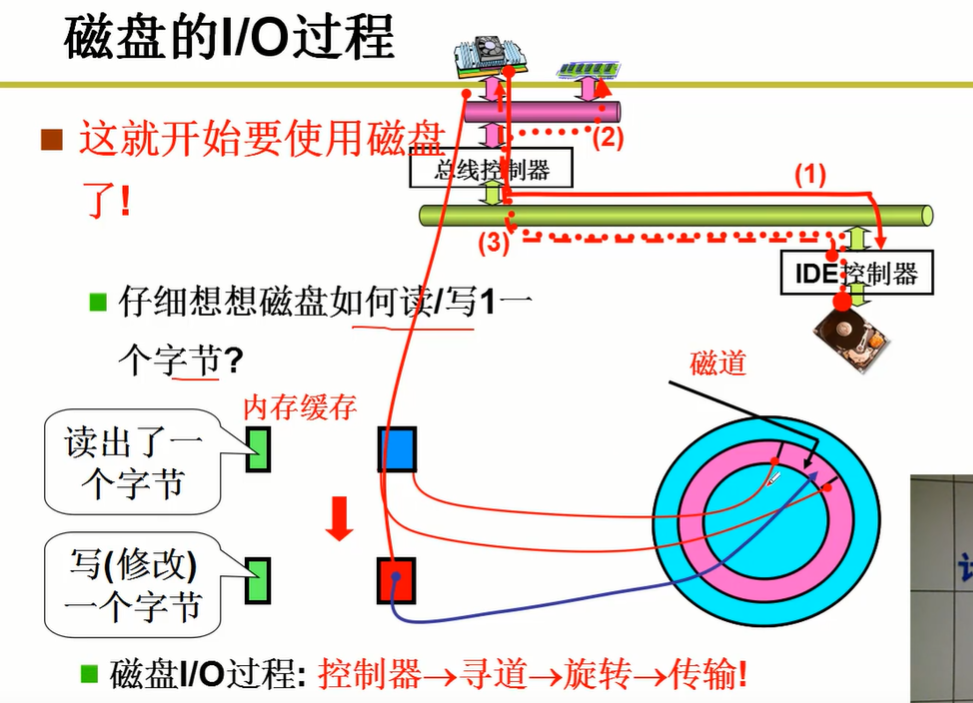 磁盘的I/O过程
这就开始要使用磁盘
了!
总线控制器
(2)
(1)
(3)
IDE控制器
仔细想想磁盘如何读/写1一
个字节?
磁道
内存缓存
读出了一
个字节
写(修改)
一个字节
磁盘I/O过程: 控制器→寻道→旋转→传输!